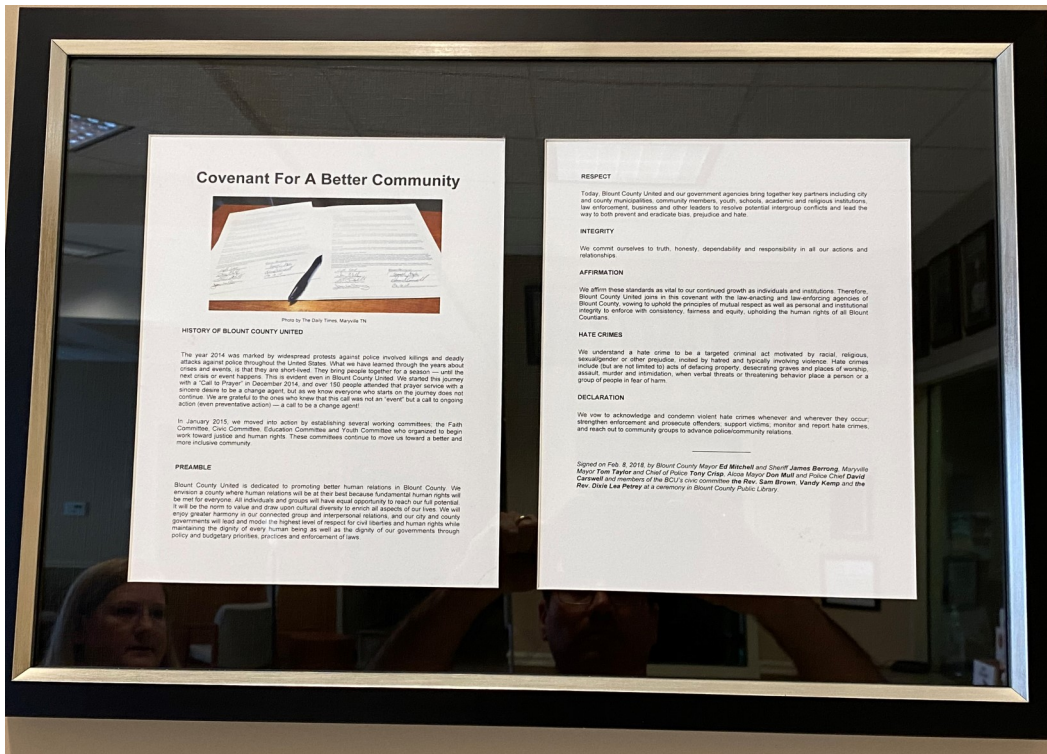 Covenant For A Better Community
Photo by The Daily Times, Maryville TN
HISTORY OF BLOUNT COUNTY UNITED
The year 2014 was marked by widespread protests against police involved killings and deadly
attacks against police throughout the United States. What we have learned through the years about
crises and events, is that they are short-lived. They bring people together for a season — until the
next crisis or event happens. This is evident even in Blount County United. We started this journey
with a "Call to Prayer" in December 2014, and over 150 people attended that prayer service with a
sincere desire to be a change agent, but as we know everyone who starts on the journey does not
continue. We are grateful to the ones who knew that this call was not an "event" but a call to ongoing
action (even preventative action) — a call to be a change agent!
In January 2015, we moved into action by establishing several working committees; the Faith
Committee, Civic Committee, Education Committee and Youth Committee who organized to begin
work toward justice and human rights. These committees continue to move us toward a better and
more inclusive community.
PREAMBLE
Blount County United is dedicated to promoting better human relations in Blount County. We
envision a county where human relations will be at their best because fundamental human rights will
be met for everyone. All individuals and groups will have equal opportunity to reach our full potential.
It will be the norm to value and draw upon cultural diversity to enrich all aspects of our lives. We will
enjoy greater harmony in our connected group and interpersonal relations, and our city and county
governments will lead and model the highest level of respect for civil liberties and human rights while
maintaining the dignity of every human being as well as the dignity of our governments through
policy and budgetary priorities, practices and enforcement of laws.
RESPECT
Today, Blount County United and our government agencies bring together key partners including city
and county municipalities, community members, youth, schools, academic and religious institutions,
law enforcement, business and other leaders to resolve potential intergroup conflicts and lead the
way to both prevent and eradicate bias, prejudice and hate.
INTEGRITY
We commit ourselves to truth, honesty, dependability and responsibility in all our actions and
relationships.
AFFIRMATION
We affirm these standards as vital to our continued growth as individuals and institutions. Therefore,
Blount County United joins in this covenant with the law-enacting and law-enforcing agencies of
Blount County, vowing to uphold the principles of mutual respect as well as personal and institutional
integrity to enforce with consistency, fairness and equity, upholding the human rights of all Blount
Countians.
HATE CRIMES
We understand a hate crime to be a targeted criminal act motivated by racial, religious,
sexual/gender or other prejudice, incited by hatred and typically involving violence. Hate crimes
include (but are not limited to) acts of defacing property, desecrating graves and places of worship,
assault, murder and intimidation, when verbal threats or threatening behavior place a person or a
group of people in fear of harm.
DECLARATION
We vow to acknowledge and condemn violent hate crimes whenever and wherever they occur;
strengthen enforcement and prosecute offenders; support victims; monitor and report hate crimes,
and reach out to community groups to advance police/community relations.
Signed on Feb. 8, 2018, by Blount County Mayor Ed Mitchell and Sheriff James Berrong, Maryville
Mayor Tom Taylor and Chief of Police Tony Crisp, Alcoa Mayor Don Mull and Police Chief David
Carswell and members of the BCU's civic committee the Rev. Sam Brown, Vandy Kemp and the
Rev. Dixie Lea Petrey at a ceremony in Blount County Public Library.